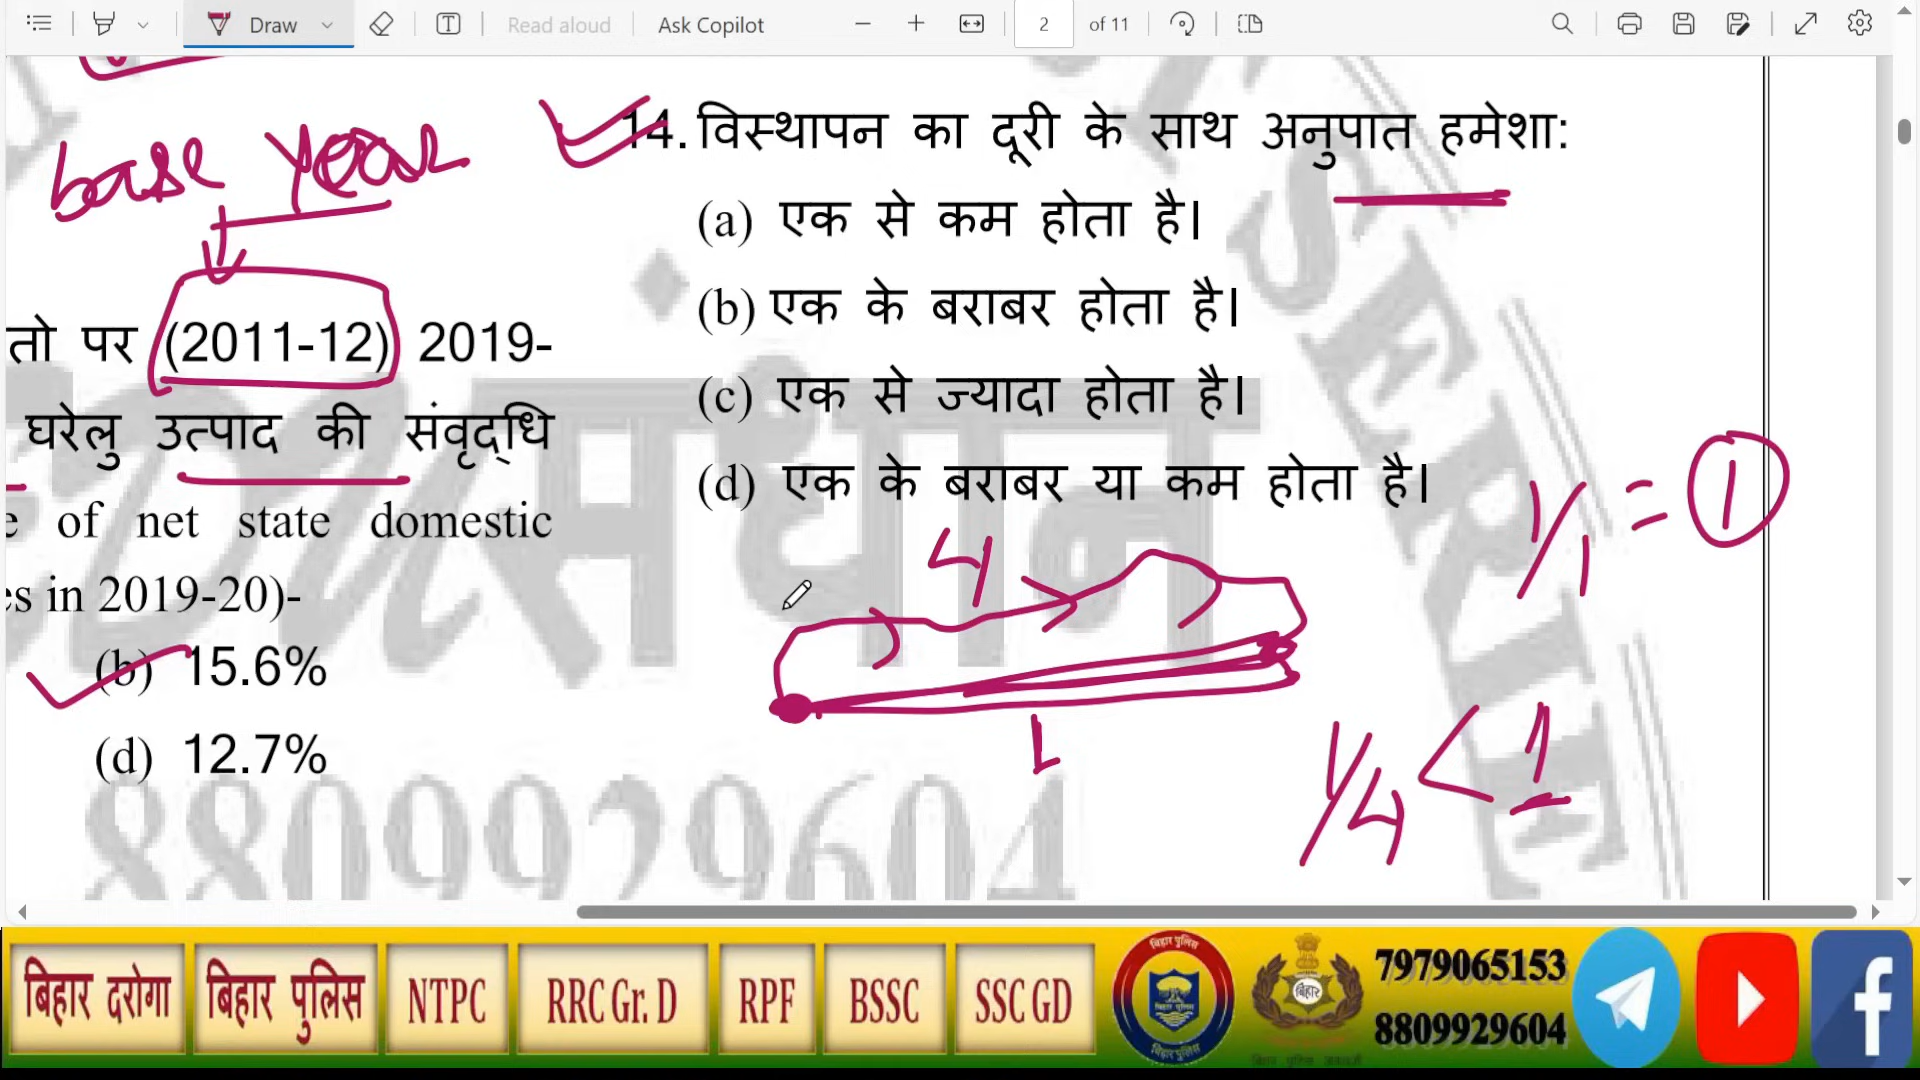 Draw
Read aloud
Ask Copilot
2 of 11
base year
तो पर (2011-12) 2019-
घरेलु उत्पाद की संवृद्धि
e of net state domestic
es in 2019-20)-
(b) 15.6%
(d) 12.7%
14. विस्थापन का दूरी के साथ अनुपात हमेशा:
(a) एक से कम होता है।
(b) एक के बराबर होता है।
(c) एक से ज्यादा होता है।
(d) एक के बराबर या कम होता है।
1/1 = 1
4
1
1/4 < 1
SERIE
संधान
8809929604
बिहार दरोगा
बिहार पुलिस
NTPC
RRC Gr. D
RPF
BSSC
SSC GD
बिहार पुलिस
बिहार
7979065153
8809929604